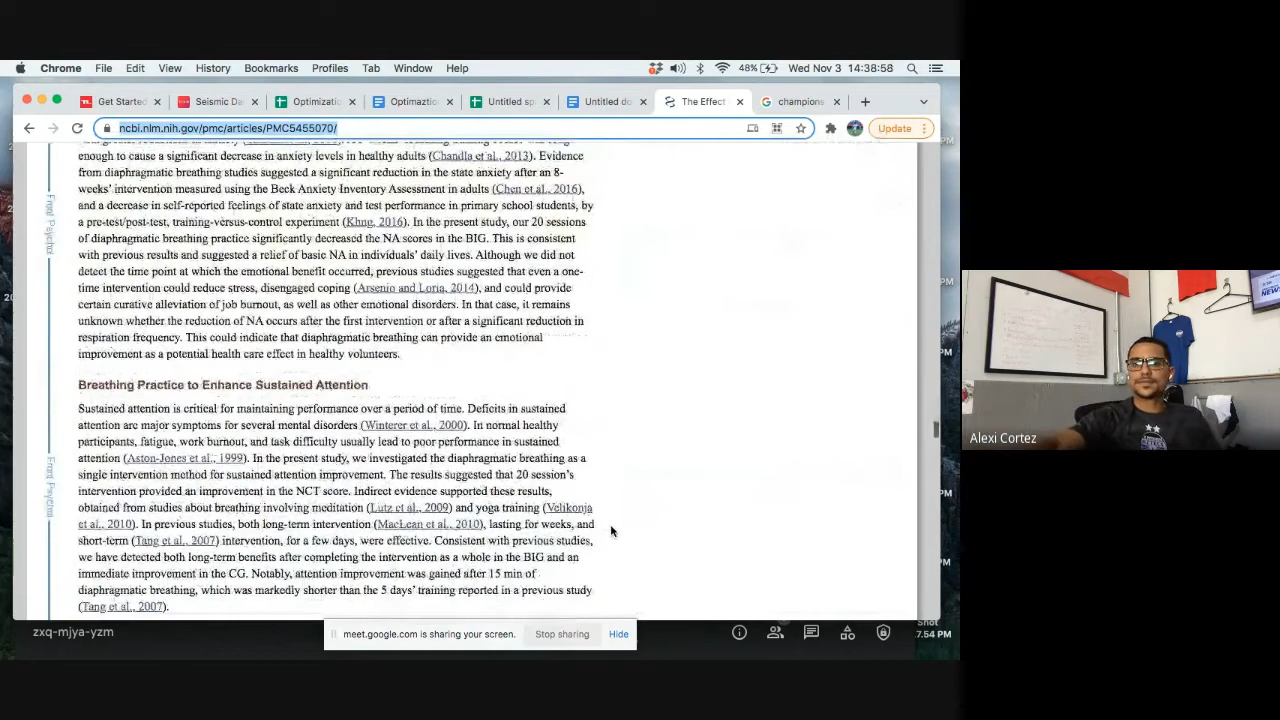 Chrome File Edit View History Bookmarks Profiles Tab Window Help 48% Wed Nov 3 14:38:58
Get Started Seismic Da Optimizatio Optimaztio Untitled sp Untitled do The Effect champions
ncbi.nlm.nih.gov/pmc/articles/PMC5455070/ Update
enough to cause a significant decrease in anxiety levels in healthy adults (Chandla et al., 2013). Evidence
from diaphragmatic breathing studies suggested a significant reduction in the state anxiety after an 8-
weeks' intervention measured using the Beck Anxiety Inventory Assessment in adults (Chen et al., 2016),
and a decrease in self-reported feelings of state anxiety and test performance in primary school students, by
a pre-test/post-test, training-versus-control experiment (Khng, 2016). In the present study, our 20 sessions
of diaphragmatic breathing practice significantly decreased the NA scores in the BIG. This is consistent
with previous results and suggested a relief of basic NA in individuals' daily lives. Although we did not
detect the time point at which the emotional benefit occurred, previous studies suggested that even a one-
time intervention could reduce stress, disengaged coping (Arsenio and Loria, 2014), and could provide
certain curative alleviation of job burnout, as well as other emotional disorders. In that case, it remains
unknown whether the reduction of NA occurs after the first intervention or after a significant reduction in
respiration frequency. This could indicate that diaphragmatic breathing can provide an emotional
improvement as a potential health care effect in healthy volunteers.
Breathing Practice to Enhance Sustained Attention
Sustained attention is critical for maintaining performance over a period of time. Deficits in sustained
attention are major symptoms for several mental disorders (Winterer et al., 2000). In normal healthy
participants, fatigue, work burnout, and task difficulty usually lead to poor performance in sustained
attention (Aston-Jones et al., 1999). In the present study, we investigated the diaphragmatic breathing as a
single intervention method for sustained attention improvement. The results suggested that 20 session's
intervention provided an improvement in the NCT score. Indirect evidence supported these results,
obtained from studies about breathing involving meditation (Lutz et al., 2009) and yoga training (Velikonja
et al., 2010). In previous studies, both long-term intervention (MacLean et al., 2010), lasting for weeks, and
short-term (Tang et al., 2007) intervention, for a few days, were effective. Consistent with previous studies,
we have detected both long-term benefits after completing the intervention as a whole in the BIG and an
immediate improvement in the CG. Notably, attention improvement was gained after 15 min of
diaphragmatic breathing, which was markedly shorter than the 5 days' training reported in a previous study
(Tang et al., 2007).
Front Psychol
Front Psychol
PM
PM
PM
Shot
7.54 PM
zxq-mjya-yzm
meet.google.com is sharing your screen. Stop sharing Hide
Alexi Cortez
NEWS